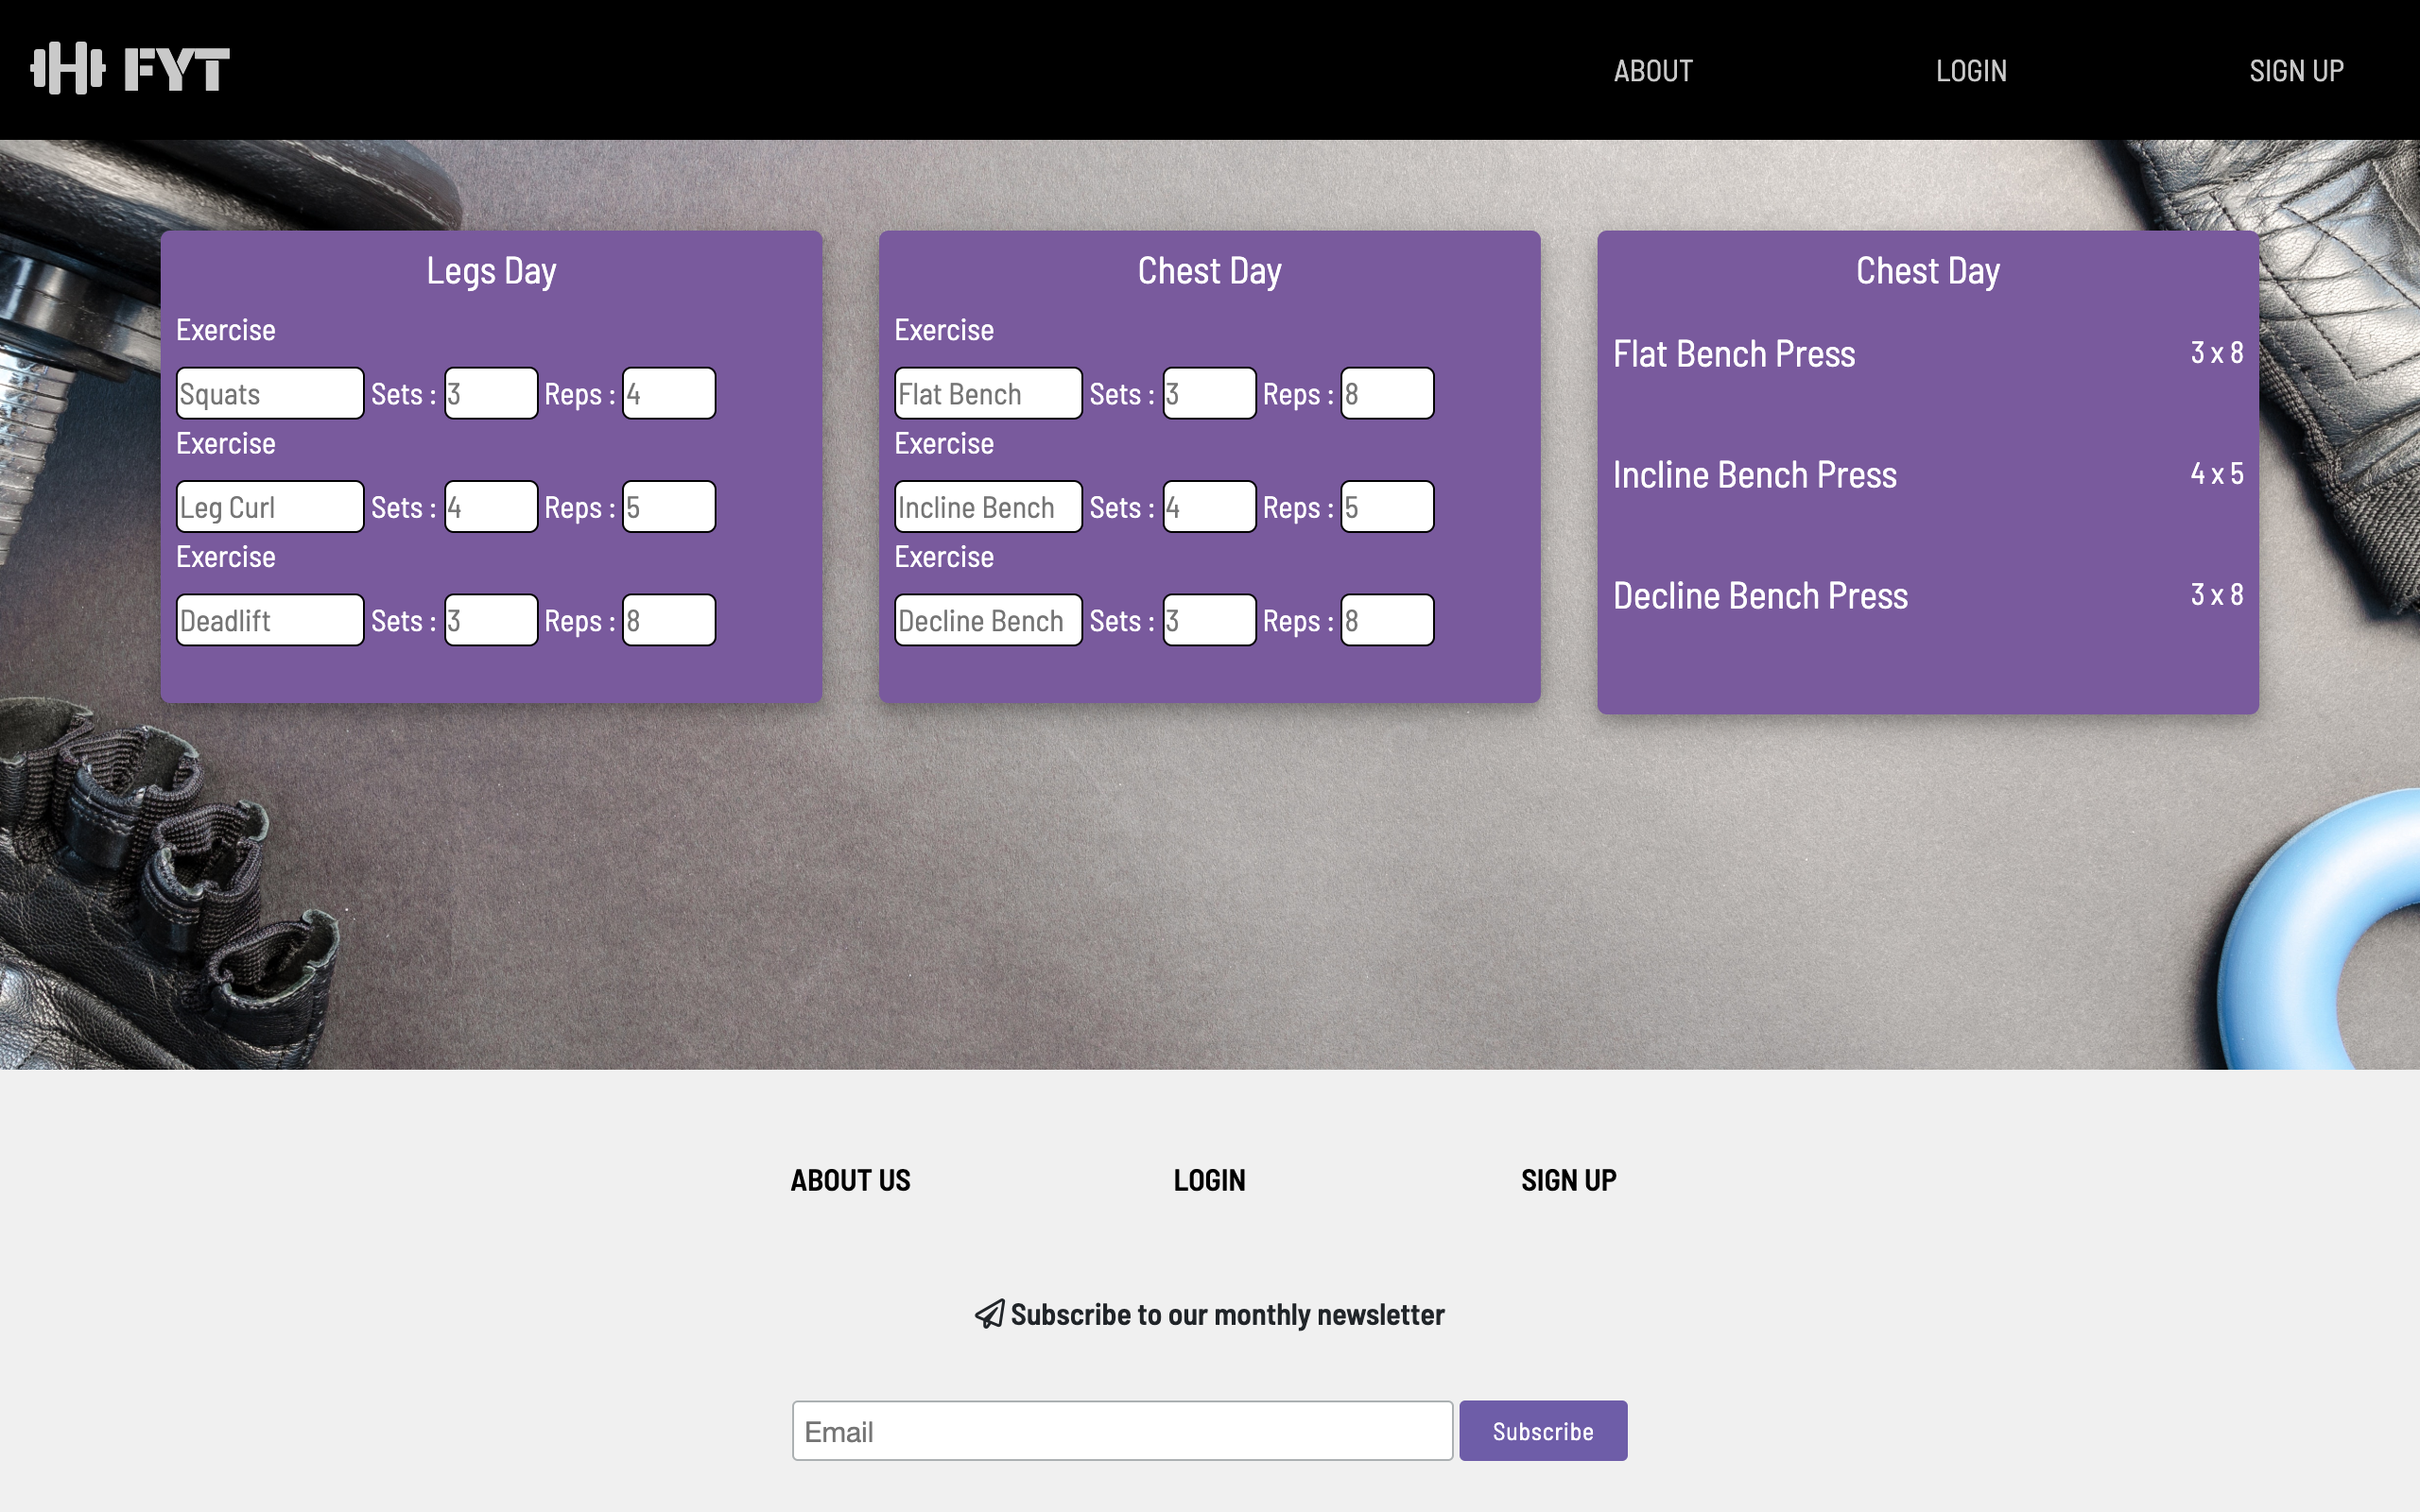 FYT
ABOUT LOGIN SIGN UP
Legs Day
Exercise
Squats Sets : 3 Reps : 4
Exercise
Leg Curl Sets : 4 Reps : 5
Exercise
Deadlift Sets : 3 Reps : 8
Chest Day
Exercise
Flat Bench Sets : 3 Reps : 8
Exercise
Incline Bench Sets : 4 Reps : 5
Exercise
Decline Bench Sets : 3 Reps : 8
Chest Day
Flat Bench Press 3 x 8
Incline Bench Press 4 x 5
Decline Bench Press 3 x 8
ABOUT US LOGIN SIGN UP
Subscribe to our monthly newsletter
Email Subscribe